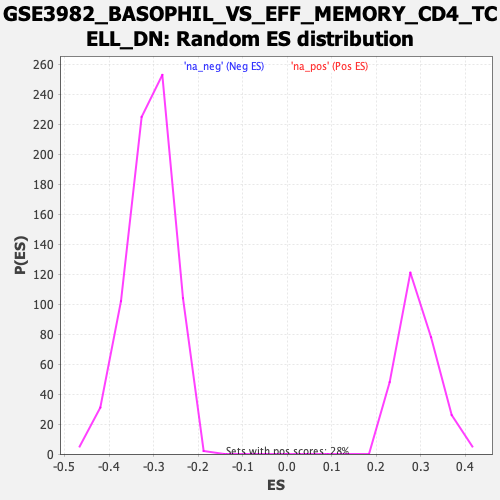 GSE3982_BASOPHIL_VS_EFF_MEMORY_CD4_TC
ELL_DN: Random ES distribution
'na_neg' (Neg ES) 'na_pos' (Pos ES)
P(ES)
260
240
220
200
180
160
140
120
100
80
60
40
20
0
Sets with pos scores: 28%
-0.5 -0.4 -0.3 -0.2 -0.1 0.0 0.1 0.2 0.3 0.4
ES